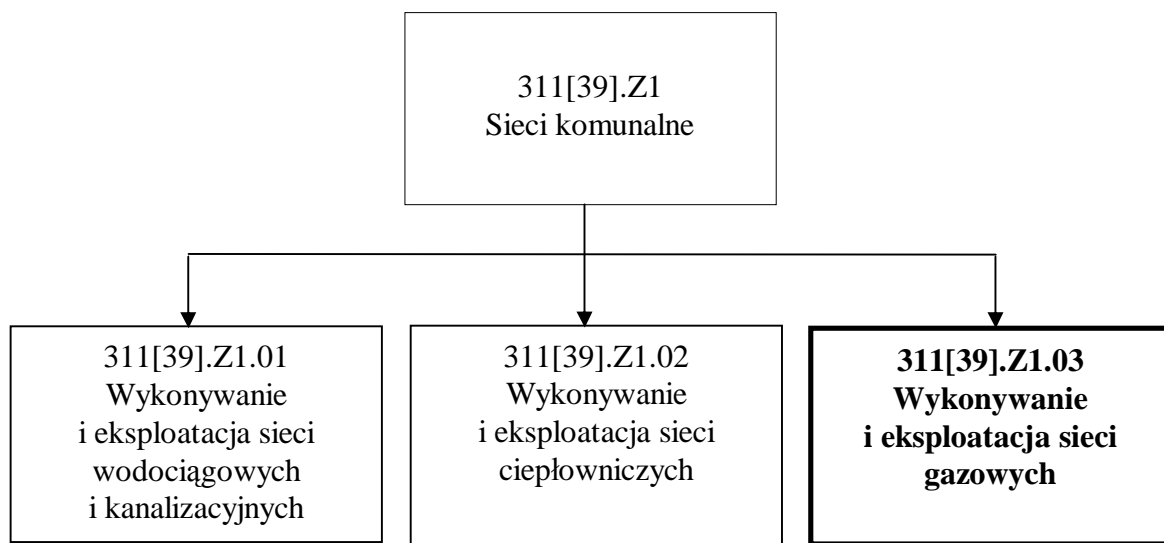 311[39].Z1
Sieci komunalne
311[39].Z1.01
Wykonywanie
i eksploatacja sieci
wodociągowych
i kanalizacyjnych
311[39].Z1.02
Wykonywanie
i eksploatacja sieci
ciepłowniczych
311[39].Z1.03
Wykonywanie
i eksploatacja sieci
gazowych